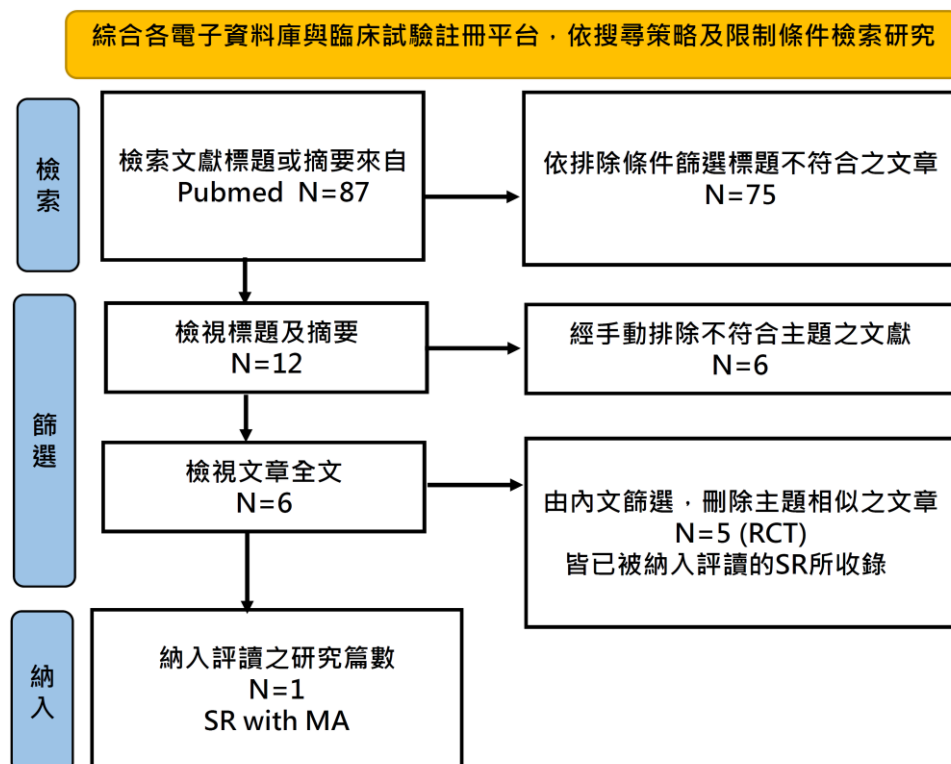 綜合各電子資料庫與臨床試驗註冊平台，依搜尋策略及限制條件檢索研究
檢索
檢索文獻標題或摘要來自
Pubmed N=87
依排除條件篩選標題不符合之文章
N=75
篩選
檢視標題及摘要
N=12
經手動排除不符合主題之文獻
N=6
檢視文章全文
N=6
由內文篩選，刪除主題相似之文章
N=5 (RCT)
皆已被納入評讀的SR所收錄
納入
納入評讀之研究篇數
N=1
SR with MA